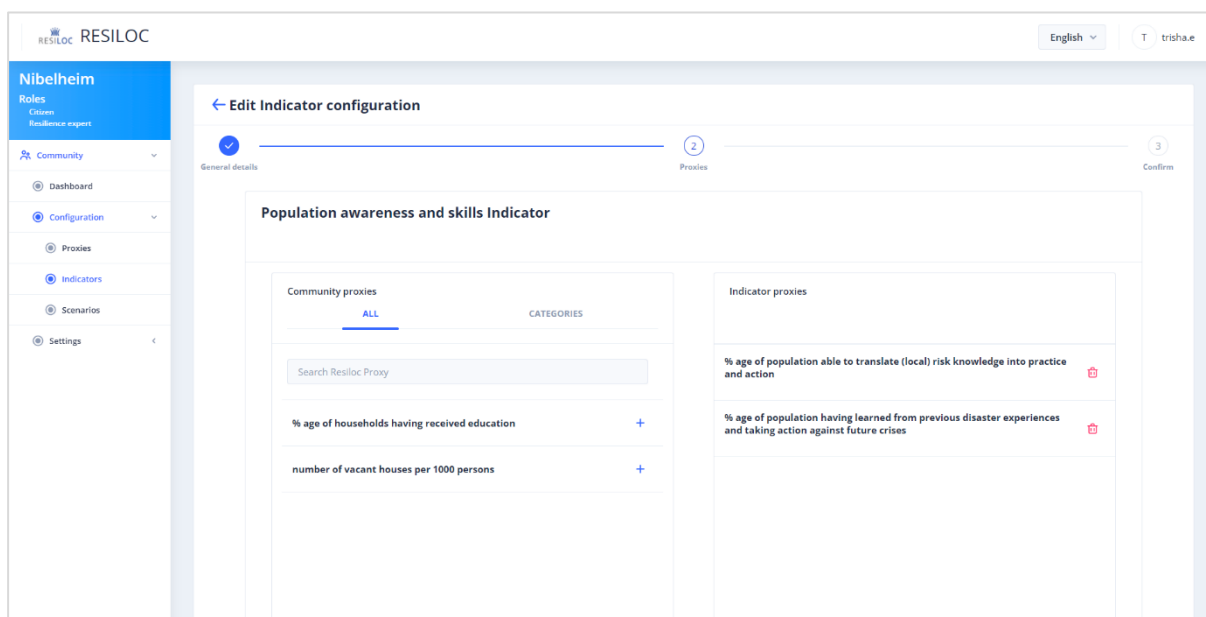 RESILOC RESILOC
English
T trisha.e
Nibelheim
Roles
Citizen
Resilience expert
Community
Dashboard
Configuration
Proxies
Indicators
Scenarios
Settings
Edit Indicator configuration
2
3
General details
Proxies
Confirm
Population awareness and skills Indicator
Community proxies
ALL
CATEGORIES
Search Resiloc Proxy
% age of households having received education
+
number of vacant houses per 1000 persons
+
Indicator proxies
% age of population able to translate (local) risk knowledge into practice
and action
% age of population having learned from previous disaster experiences
and taking action against future crises